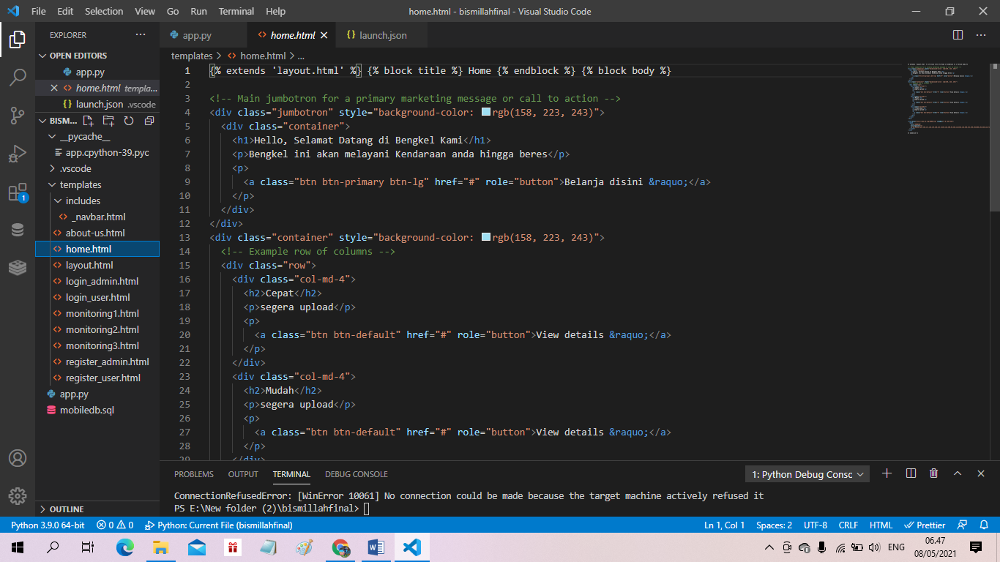 File Edit Selection View Go Run Terminal Help home.html - bismillahfinal - Visual Studio Code
EXPLORER
OPEN EDITORS
app.py
home.html templa...
launch.json .vscode
BISM...
__pycache__
app.cpython-39.pyc
.vscode
templates
includes
_navbar.html
about-us.html
home.html
layout.html
login_admin.html
login_user.html
monitoring1.html
monitoring2.html
monitoring3.html
register_admin.html
register_user.html
app.py
mobiledb.sql
OUTLINE
1
app.py home.html launch.json
templates > home.html > ...
1 {% extends 'layout.html' %} {% block title %} Home {% endblock %} {% block body %}
2
3 <!-- Main jumbotron for a primary marketing message or call to action -->
4 <div class="jumbotron" style="background-color: rgb(158, 223, 243)">
5 <div class="container">
6 <h1>Hello, Selamat Datang di Bengkel Kami</h1>
7 <p>Bengkel ini akan melayani Kendaraan anda hingga beres</p>
8 <p>
9 <a class="btn btn-primary btn-lg" href="#" role="button">Belanja disini &raquo;</a>
10 </p>
11 </div>
12 </div>
13 <div class="container" style="background-color: rgb(158, 223, 243)">
14 <!-- Example row of columns -->
15 <div class="row">
16 <div class="col-md-4">
17 <h2>Cepat</h2>
18 <p>segera upload</p>
19 <p>
20 <a class="btn btn-default" href="#" role="button">View details &raquo;</a>
21 </p>
22 </div>
23 <div class="col-md-4">
24 <h2>Mudah</h2>
25 <p>segera upload</p>
26 <p>
27 <a class="btn btn-default" href="#" role="button">View details &raquo;</a>
28 </p>
29 </div>
PROBLEMS OUTPUT TERMINAL DEBUG CONSOLE 1: Python Debug Consc
ConnectionRefusedError: [WinError 10061] No connection could be made because the target machine actively refused it
PS E:\New folder (2)\bismillahfinal>
Python 3.9.0 64-bit 0 0 Python: Current File (bismillahfinal) Ln 1, Col 1 Spaces: 2 UTF-8 CRLF HTML Prettier
ENG
06.47
08/05/2021